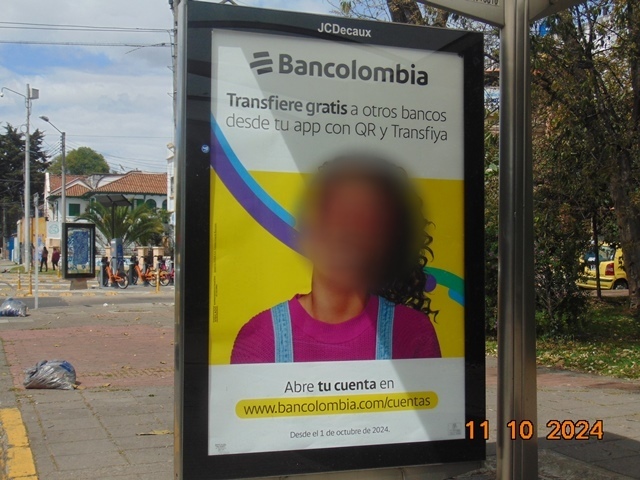 JCDecaux
Bancolombia
Transfiere gratis a otros bancos
desde tu app con QR y Transfiya
Abre tu cuenta en
www.bancolombia.com/cuentas
Desde el 1 de octubre de 2024.
11 10 2024